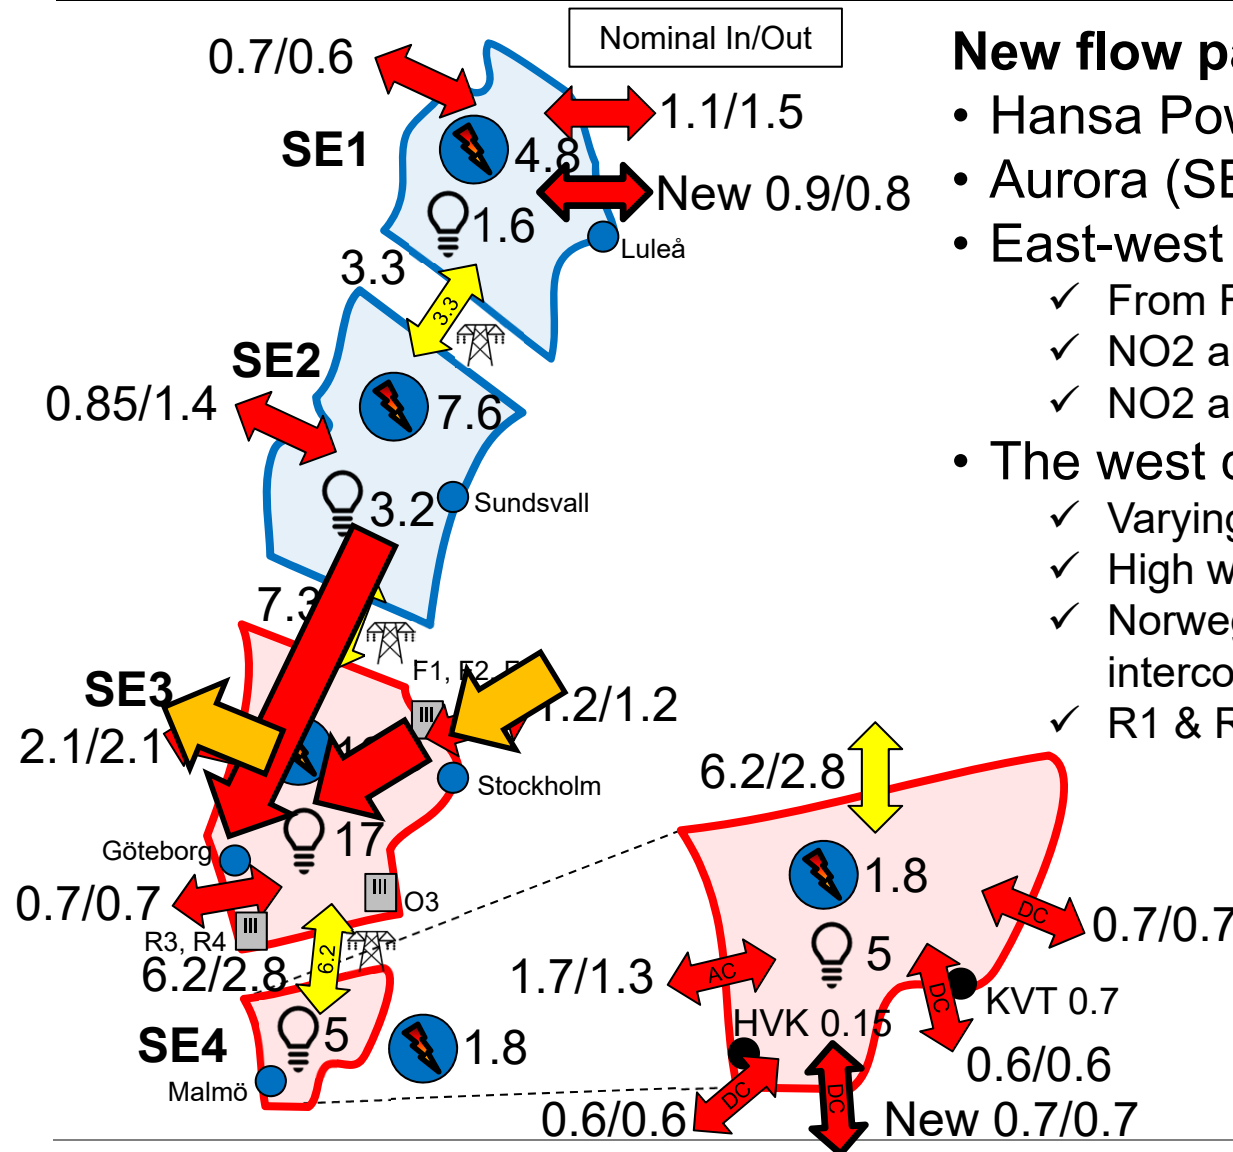 Nominal In/Out
0.7/0.6
1.1/1.5
SE1
4.8
New 0.9/0.8
1.6
Luleå
3.3
3.3
SE2
0.85/1.4
7.6
3.2
Sundsvall
7.3
F1, F2,
SE3
1.2/1.2
2.1/2.1
Stockholm
17
Göteborg
0.7/0.7
O3
R3, R4
6.2/2.8
6.2
SE4
5
1.8
Malmö
6.2/2.8
1.8
DC
0.7/0.7
5
1.7/1.3
AC
DC
KVT 0.7
HVK 0.15
0.6/0.6
DC
0.6/0.6
DC
New 0.7/0.7
New flow pa
• Hansa Pow
• Aurora (SE
• East-west
✓ From F
✓ NO2 a
✓ NO2 a
• The west c
✓ Varying
✓ High w
✓ Norweg
interco
✓ R1 & R